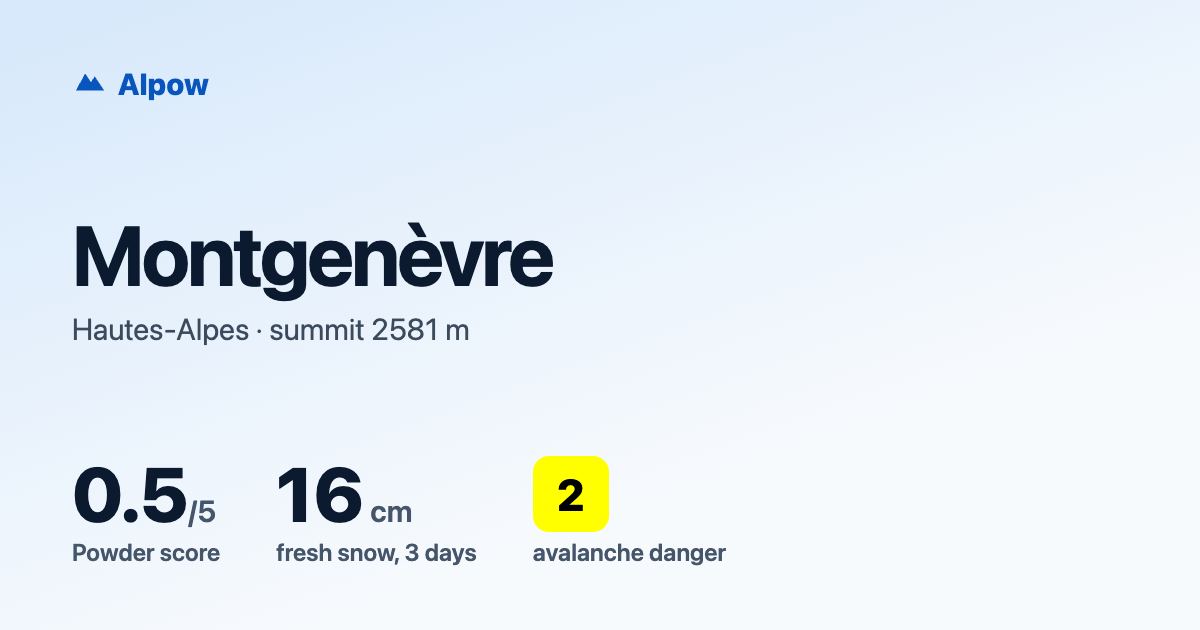 Alpow
Montgenèvre
Hautes-Alpes · summit 2581 m
0.5/5
Powder score
16 cm
fresh snow, 3 days
2
avalanche danger